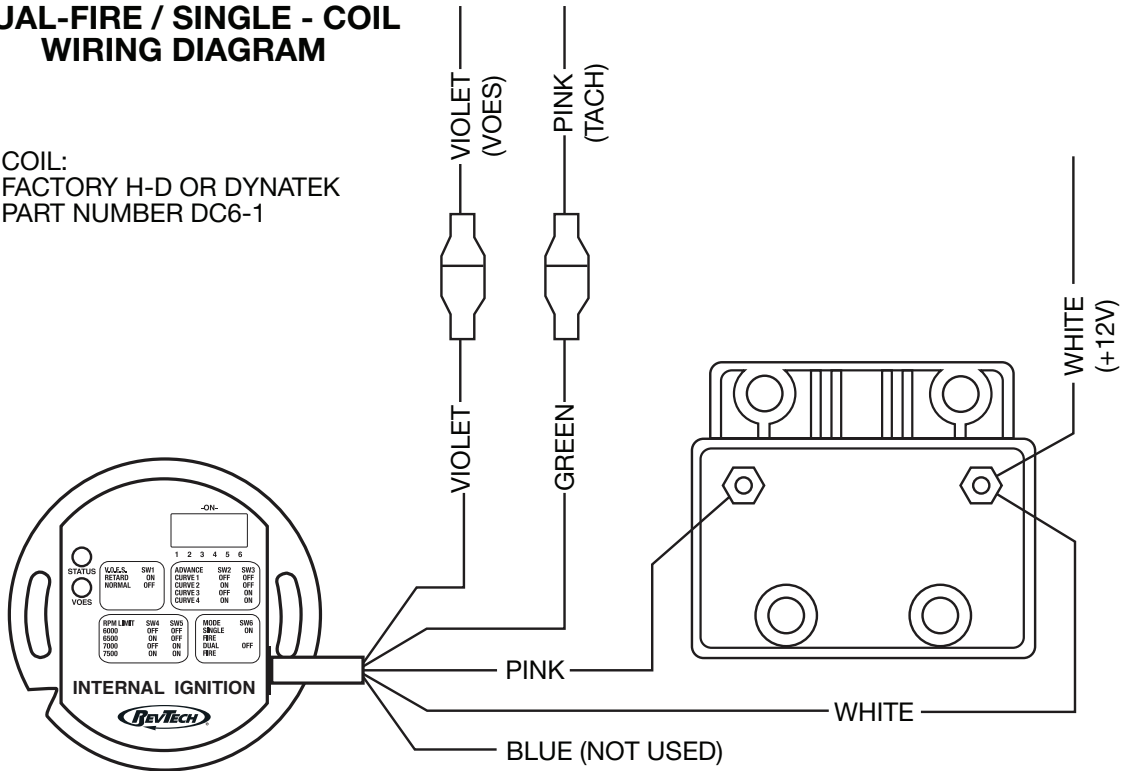 UAL-FIRE / SINGLE - COIL
WIRING DIAGRAM
COIL:
FACTORY H-D OR DYNATEK
PART NUMBER DC6-1
VIOLET
(VOES)
PINK
(TACH)
WHITE
(+12V)
VIOLET
GREEN
-ON-
1 2 3 4 5 6
STATUS
VOES
V.O.E.S. SW1
RETARD ON
NORMAL OFF
ADVANCE SW2 SW3
CURVE 1 OFF OFF
CURVE 2 ON OFF
CURVE 3 OFF ON
CURVE 4 ON ON
RPM LIMIT SW4 SW5
6000 OFF OFF
6500 ON OFF
7000 OFF ON
7500 ON ON
MODE SW6
SINGLE ON
FIRE
DUAL OFF
FIRE
INTERNAL IGNITION
REVTECH
PINK
WHITE
BLUE (NOT USED)